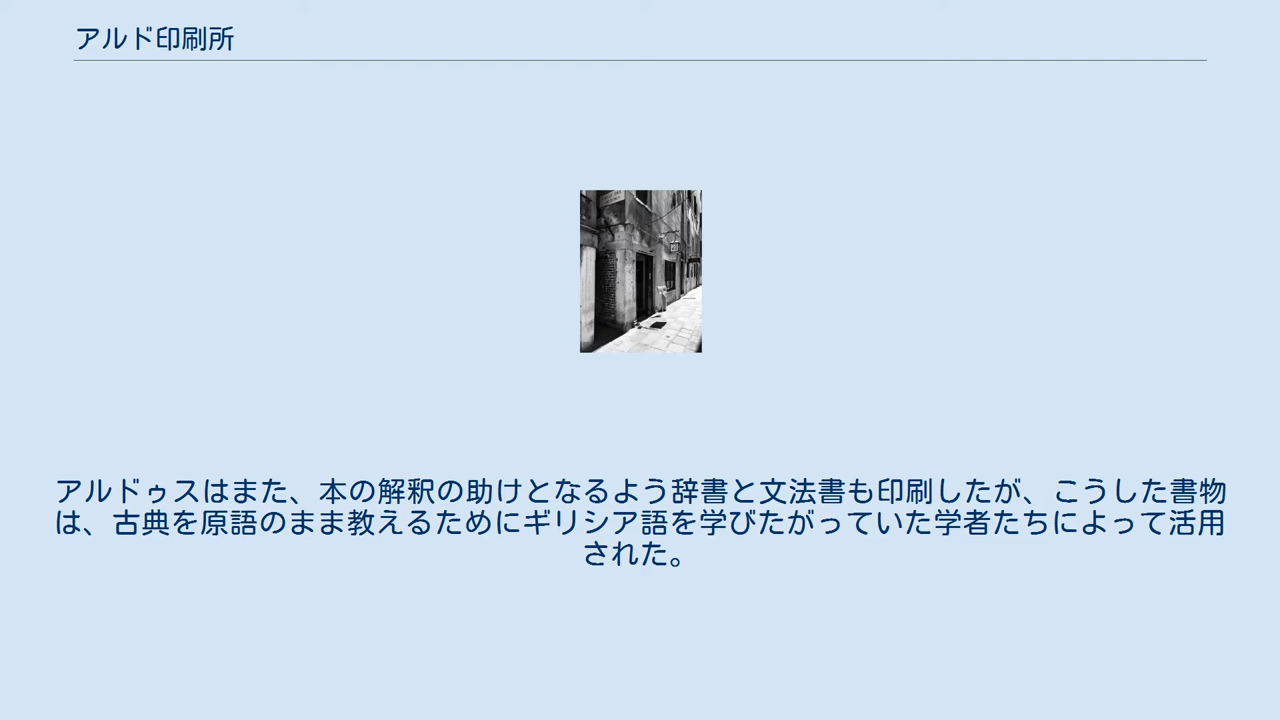 アルド印刷所
アルドゥスはまた、本の解釈の助けとなるよう辞書と文法書も印刷したが、こうした書物
は、古典を原語のまま教えるためにギリシア語を学びたがっていた学者たちによって活用
された。